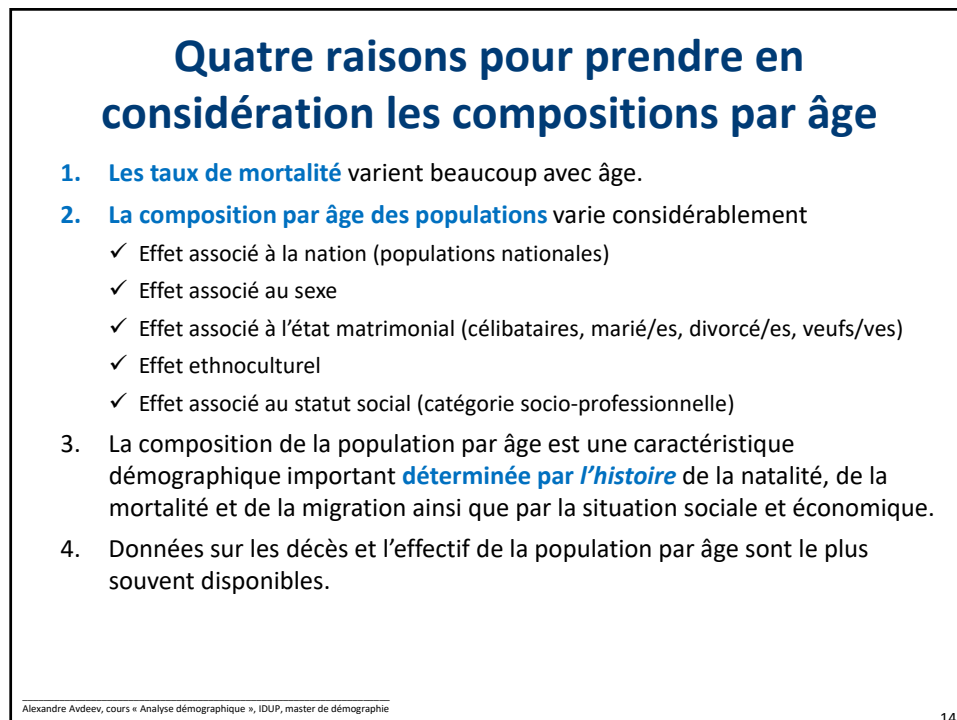 Quatre raisons pour prendre en
considération les compositions par âge
1. Les taux de mortalité varient beaucoup avec âge.
2. La composition par âge des populations varie considérablement
✓ Effet associé à la nation (populations nationales)
✓ Effet associé au sexe
✓ Effet associé à l'état matrimonial (célibataires, marié/es, divorcé/es, veufs/ves)
✓ Effet ethnoculturel
✓ Effet associé au statut social (catégorie socio-professionnelle)
3. La composition de la population par âge est une caractéristique
démographique important déterminée par l'histoire de la natalité, de la
mortalité et de la migration ainsi que par la situation sociale et économique.
4. Données sur les décès et l'effectif de la population par âge sont le plus
souvent disponibles.
Alexandre Avdeev, cours « Analyse démographique », IDUP, master de démographie
14